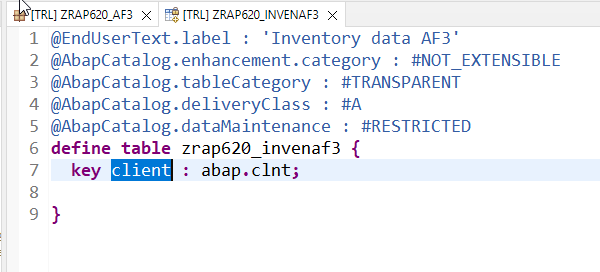 [TRL] ZRAP620_AF3
[TRL] ZRAP620_INVENAF3
1 @EndUserText.label : 'Inventory data AF3'
2 @AbapCatalog.enhancement.category : #NOT_EXTENSIBLE
3 @AbapCatalog.tableCategory : #TRANSPARENT
4 @AbapCatalog.deliveryClass : #A
5 @AbapCatalog.dataMaintenance : #RESTRICTED
6 define table zrap620_invenaf3 {
7 key client : abap.clnt;
8
9 }